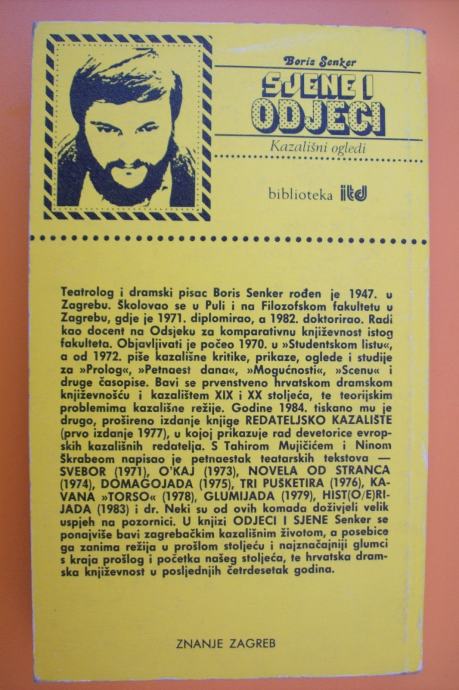 Boris Senker
SJENE I
ODJECI
Kazališni ogledi
biblioteka itd
Teatrolog i dramski pisac Boris Senker rođen je 1947. u
Zagrebu. Školovao se u Puli i na Filozofskom fakultetu u
Zagrebu, gdje je 1971. diplomirao, a 1982. doktorirao. Radi
kao docent na Odsjeku za komparativnu književnost istog
fakulteta. Objavljivati je počeo 1970. u »Studentskom listu«,
a od 1972. piše kazališne kritike, prikaze, oglede i studije
za »Prolog«, »Petnaest dana«, »Mogućnosti«, »Scenu« i
druge časopise. Bavi se prvenstveno hrvatskom dramskom
književnošću i kazalištem XIX i XX stoljeća, te teorijskim
problemima kazališne režije. Godine 1984. tiskano mu je
drugo, prošireno izdanje knjige REDATELJSKO KAZALIŠTE
(prvo izdanje 1977), u kojoj prikazuje rad devetorice evrop-
skih kazališnih redatelja. S Tahirom Mujičićem i Ninom
Škrabeom napisao je petnaestak teatarskih tekstova —
SVEBOR (1971), O'KAJ (1973), NOVELA OD STRANCA
(1974), DOMAGOJADA (1975), TRI PUŠKETIRA (1976), KA-
VANA »TORSO« (1978), GLUMIJADA (1979), HIST(O/E)RI-
JADA (1983) i dr. Neki su od ovih komada doživjeli velik
uspjeh na pozornici. U knjizi ODJECI I SJENE Senker se
ponajviše bavi zagrebačkim kazališnim životom, a posebice
ga zanima režija u prošlom stoljeću i najznačajniji glumci
s kraja prošlog i početka našeg stoljeća, te hrvatska dram-
ska književnost u posljednjih četrdesetak godina.
ZNANJE ZAGREB